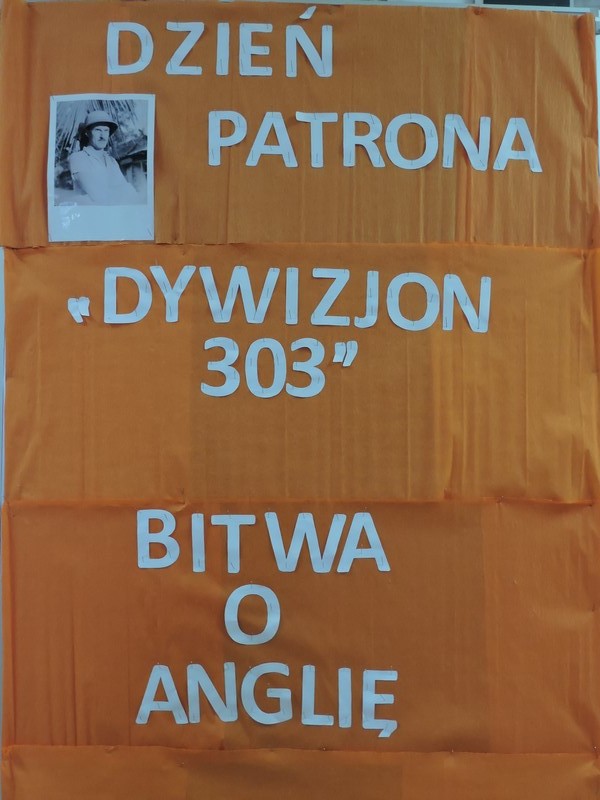 DZIEŃ
PATRONA
„DYWIZJON
303”
BITWA
O
ANGLIĘ